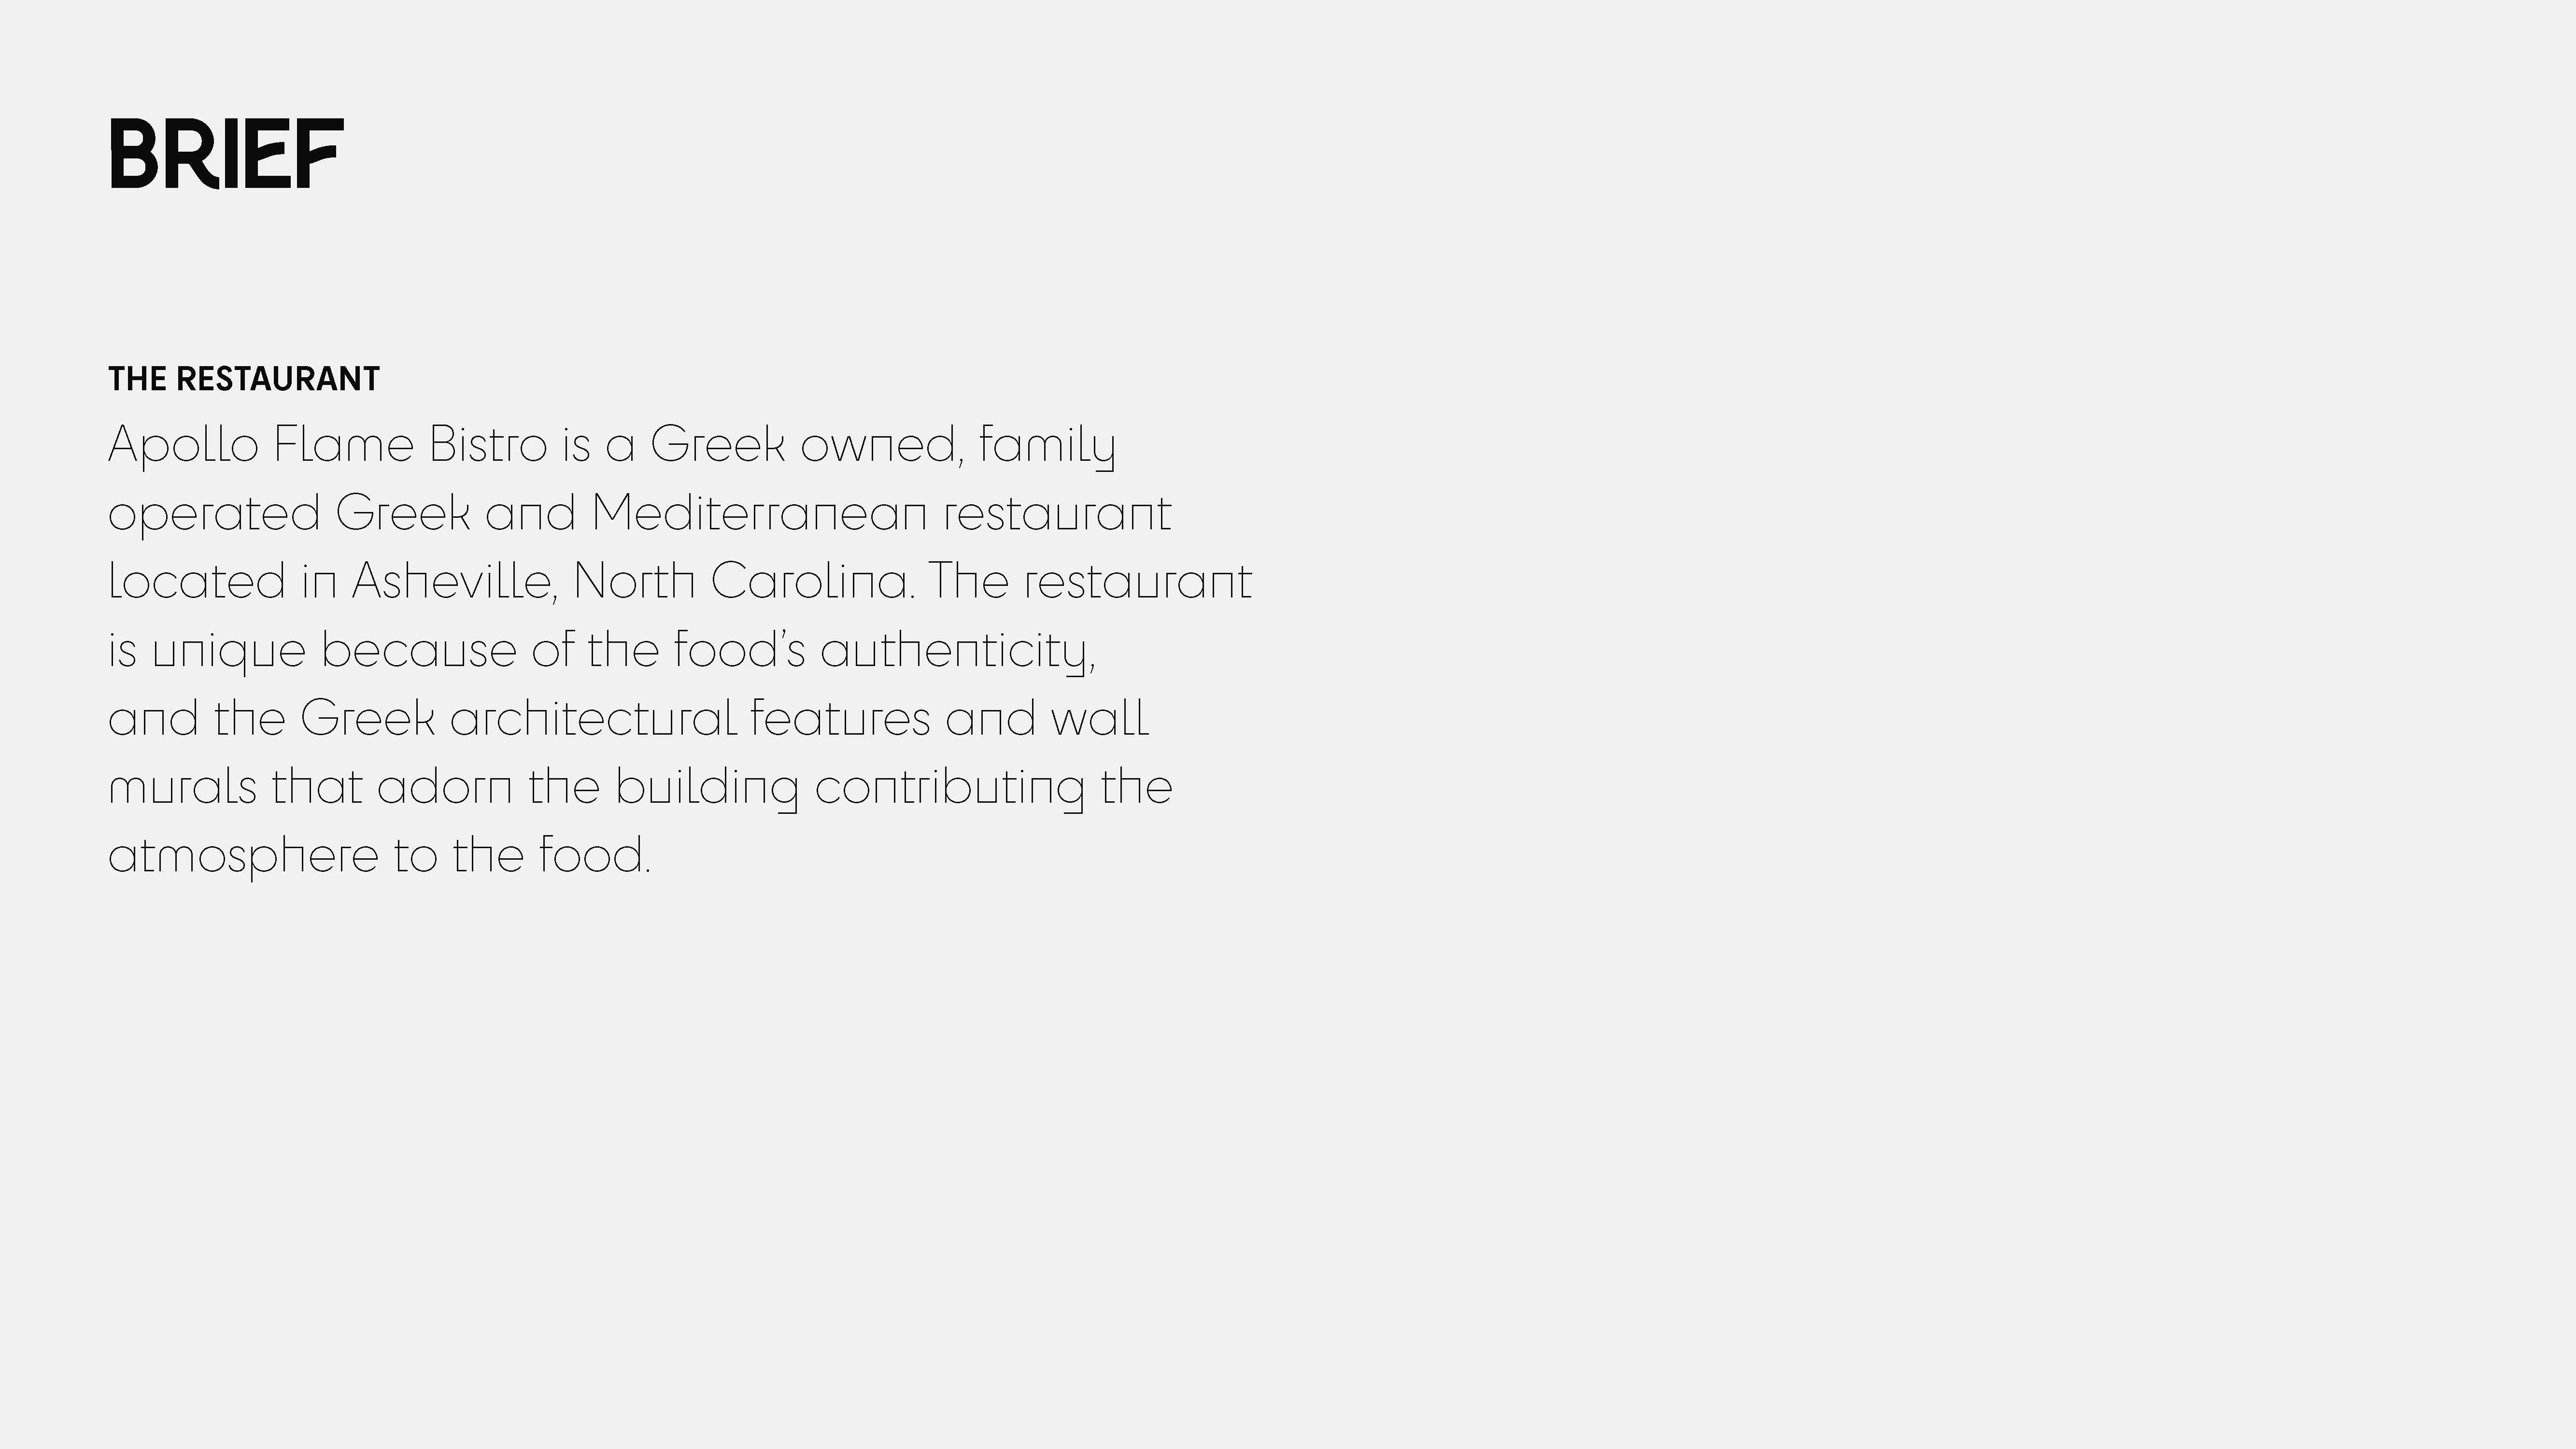 BRIEF
THE RESTAURANT
Apollo Flame Bistro is a Greek owned, family
operated Greek and Mediterranean restaurant
located in Asheville, North Carolina. The restaurant
is unique because of the food’s authenticity,
and the Greek architectural features and wall
murals that adorn the building contributing the
atmosphere to the food.